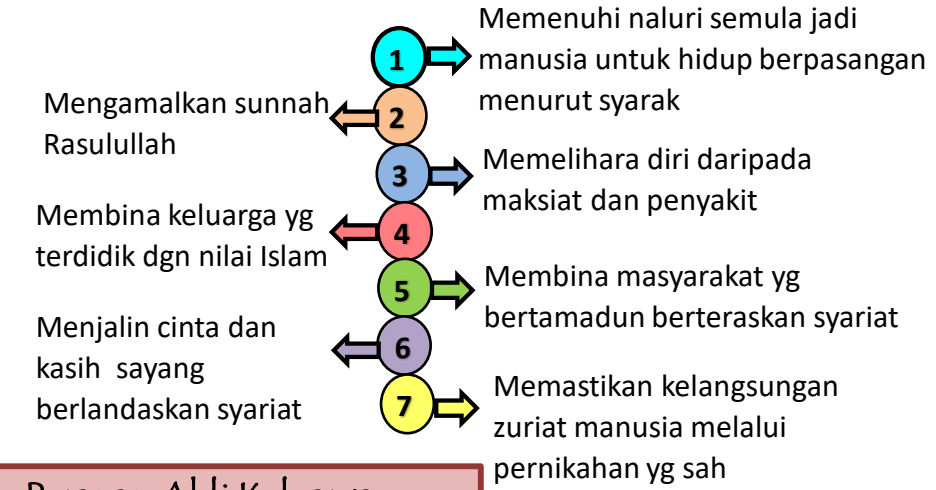 1
Memenuhi naluri semula jadi
manusia untuk hidup berpasangan
menurut syarak
2
Mengamalkan sunnah
Rasulullah
3
Memelihara diri daripada
maksiat dan penyakit
4
Membina keluarga yg
terdidik dgn nilai Islam
5
Membina masyarakat yg
bertamadun berteraskan syariat
6
Menjalin cinta dan
kasih sayang
berlandaskan syariat
7
Memastikan kelangsungan
zuriat manusia melalui
pernikahan yg sah
Ahli